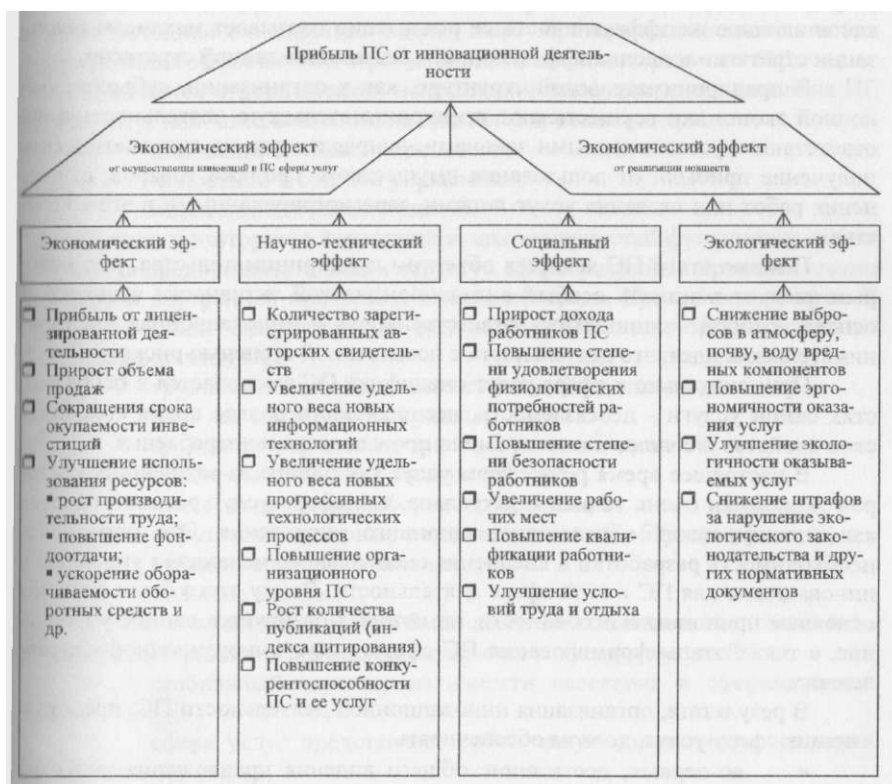 Прибыль ПС от инновационной деятель-
ности
Экономический эффект
от осуществления инноваций в ПС сферы услуг
Экономический эффект
от реализации новшеств
Экономический эф-
фект
❒ Прибыль от лицен-
зированной дея-
тельности
❒ Прирост объема
продаж
❒ Сокращения срока
окупаемости инве-
стиций
❒ Улучшение исполь-
зования ресурсов:
▪ рост производи-
тельности труда;
▪ повышение фон-
доотдачи;
▪ ускорение обора-
чиваемости обо-
ротных средств и
др.
Научно-технический
эффект
❒ Количество зареги-
стрированных ав-
торских свидетель-
ств
❒ Увеличение удель-
ного веса новых
информационных
технологий
❒ Увеличение удель-
ного веса новых
прогрессивных
технологических
процессов
❒ Повышение орга-
низационного
уровня ПС
❒ Рост количества
публикаций (ин-
декса цитирования)
❒ Повышение конку-
рентоспособности
ПС и ее услуг
Социальный
эффект
❒ Прирост дохода
работников ПС
❒ Повышение степе-
ни удовлетворения
физиологических
потребностей ра-
ботников
❒ Повышение степе-
ни безопасности
работников
❒ Увеличение рабо-
чих мест
❒ Повышение квали-
фикации работни-
ков
❒ Улучшение усло-
вий труда и отдыха
Экологический эф-
фект
❒ Снижение выбро-
сов в атмосферу,
почву, воду вред-
ных компонентов
❒ Повышение эрго-
номичности оказа-
ния услуг
❒ Улучшение эколо-
гичности оказывае-
мых услуг
❒ Снижение штрафов
за нарушение эко-
логического зако-
нодательства и дру-
гих нормативных
документов